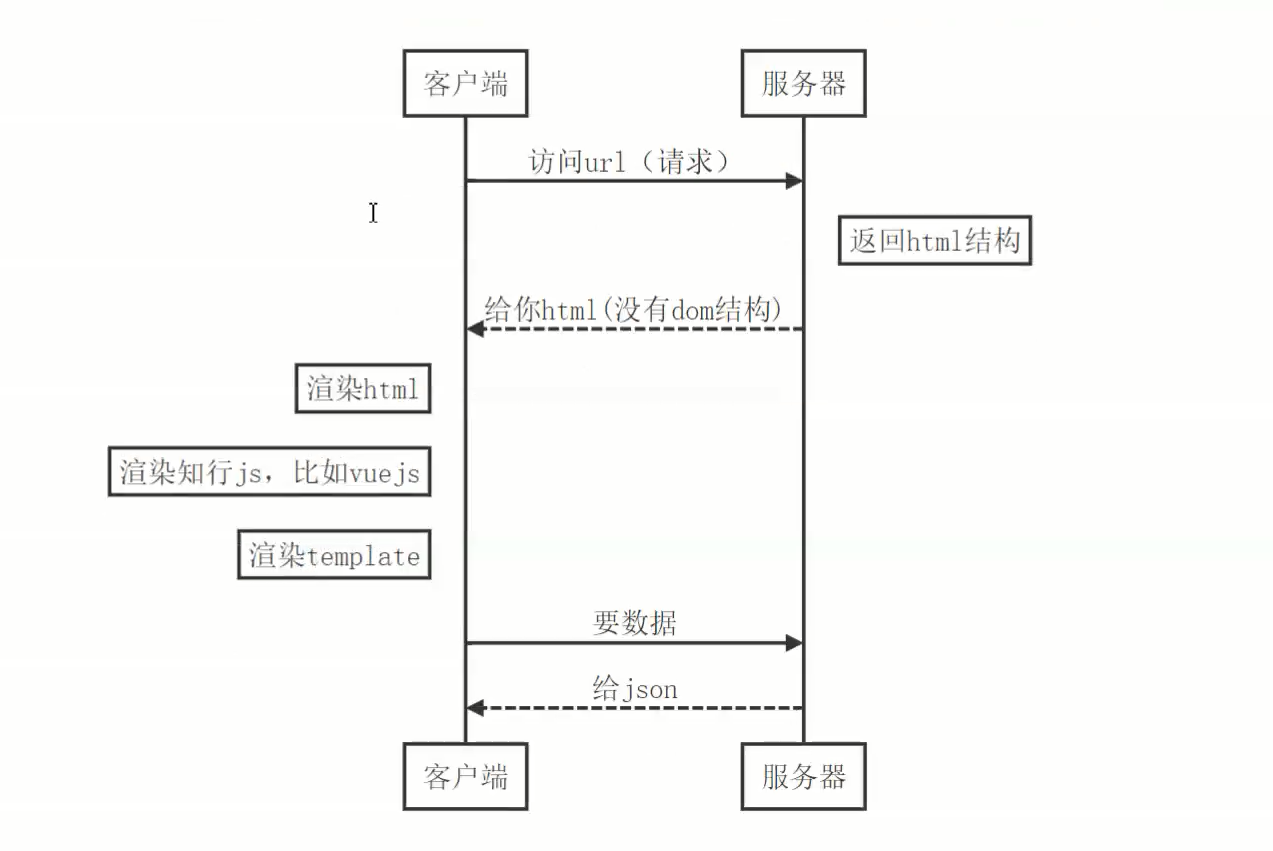 客户端
服务器
访问url（请求）
返回html结构
给你html(没有dom结构)
渲染html
渲染知行js，比如vuejs
渲染template
要数据
给json
客户端
服务器